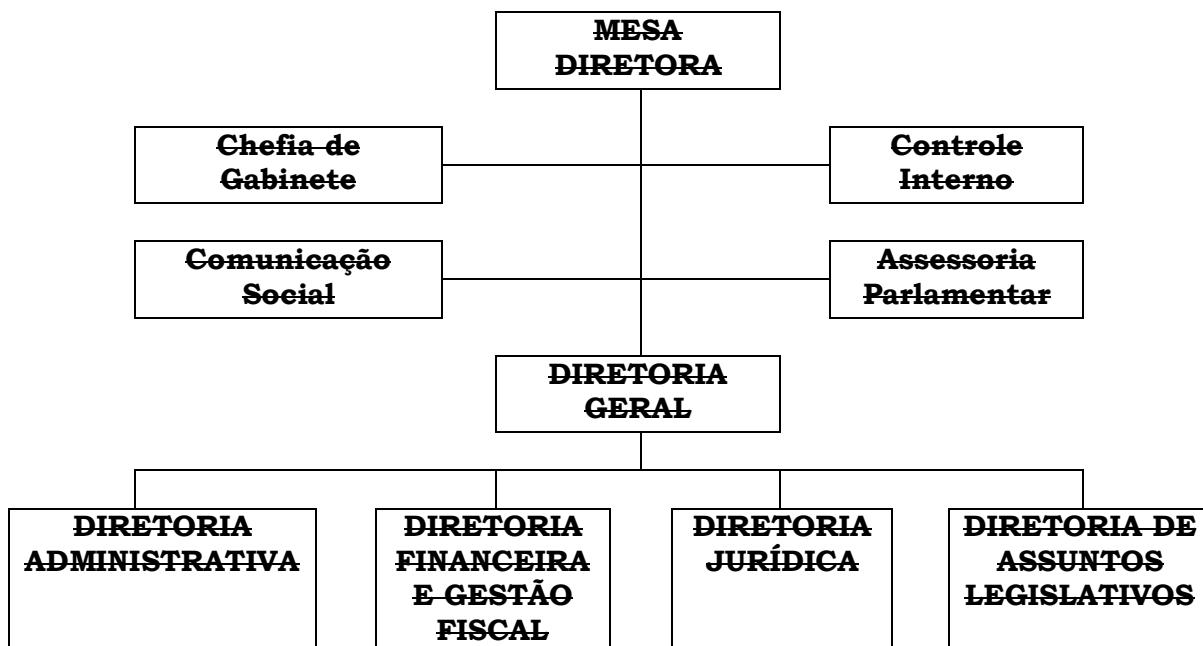 MESA
DIRETORA
Chefia de
Gabinete
Controle
Interno
Comunicação
Social
Assessoria
Parlamentar
DIRETORIA
GERAL
DIRETORIA
ADMINISTRATIVA
DIRETORIA
FINANCEIRA
E GESTÃO
FISCAL
DIRETORIA
JURÍDICA
DIRETORIA DE
ASSUNTOS
LEGISLATIVOS